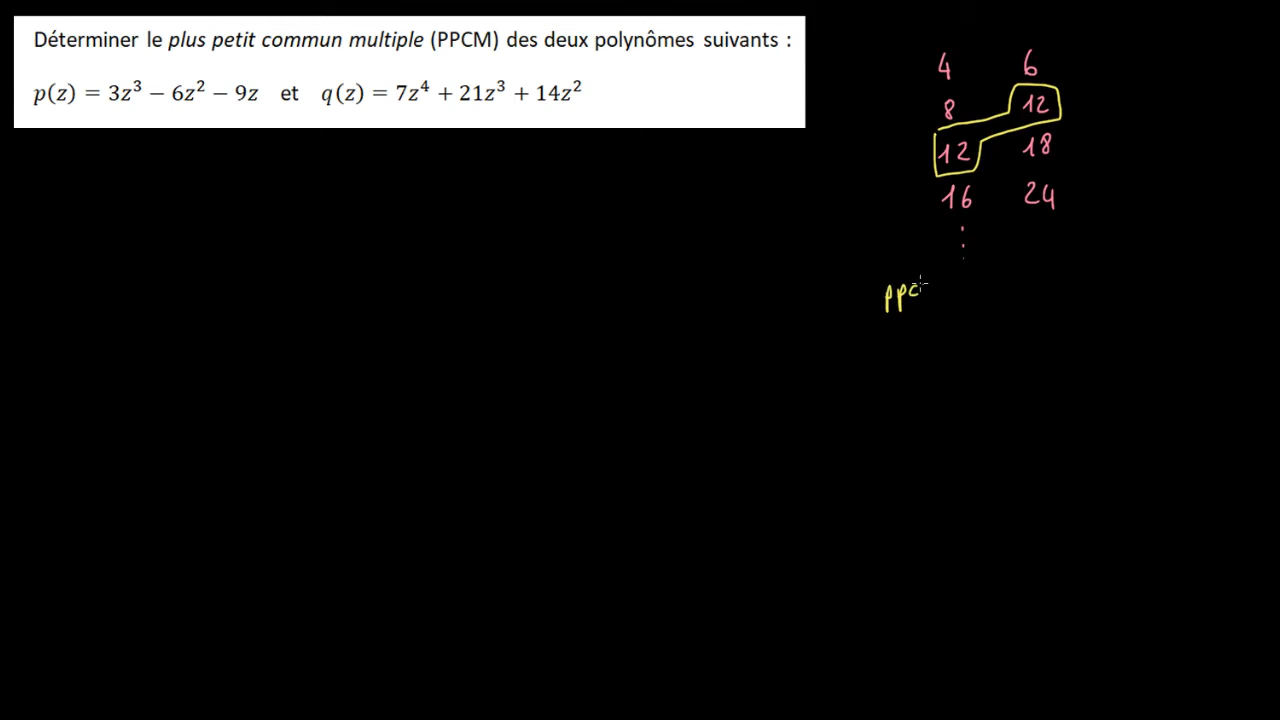 Déterminer le plus petit commun multiple (PPCM) des deux polynômes suivants :
p(z) = 3z³ − 6z² − 9z et q(z) = 7z⁴ + 21z³ + 14z²
4 6
8 12
12 18
16 24
⋮
ppc